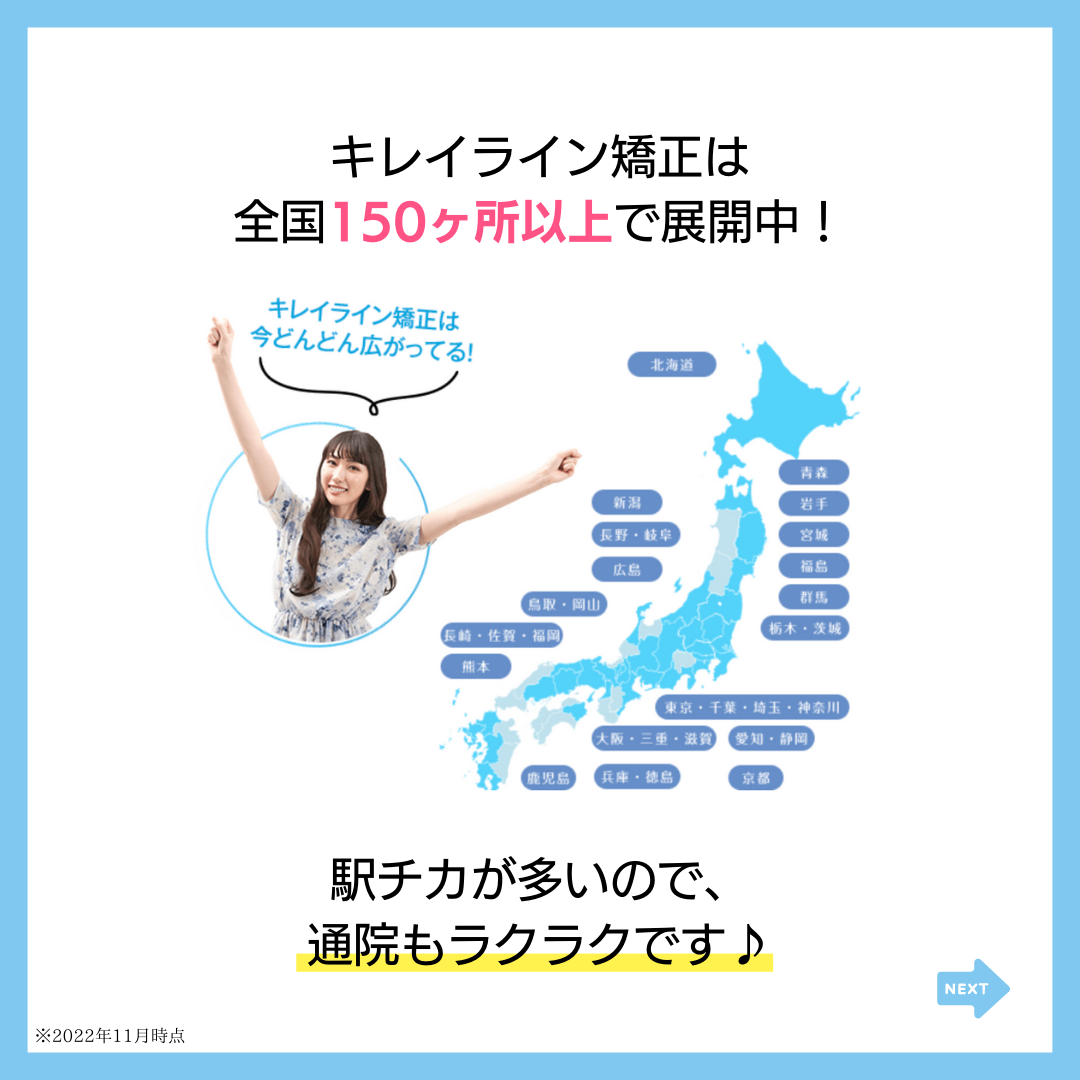 キレイライン矯正は
全国150ヶ所以上で展開中！
キレイライン矯正は
今どんどん広がってる!
北海道
青森
新潟
岩手
長野・岐阜
宮城
広島
福島
鳥取・岡山
群馬
長崎・佐賀・福岡
栃木・茨城
熊本
東京・千葉・埼玉・神奈川
大阪・三重・滋賀
愛知・静岡
鹿児島
兵庫・徳島
京都
駅チカが多いので、
通院もラクラクです♪
NEXT
※2022年11月時点